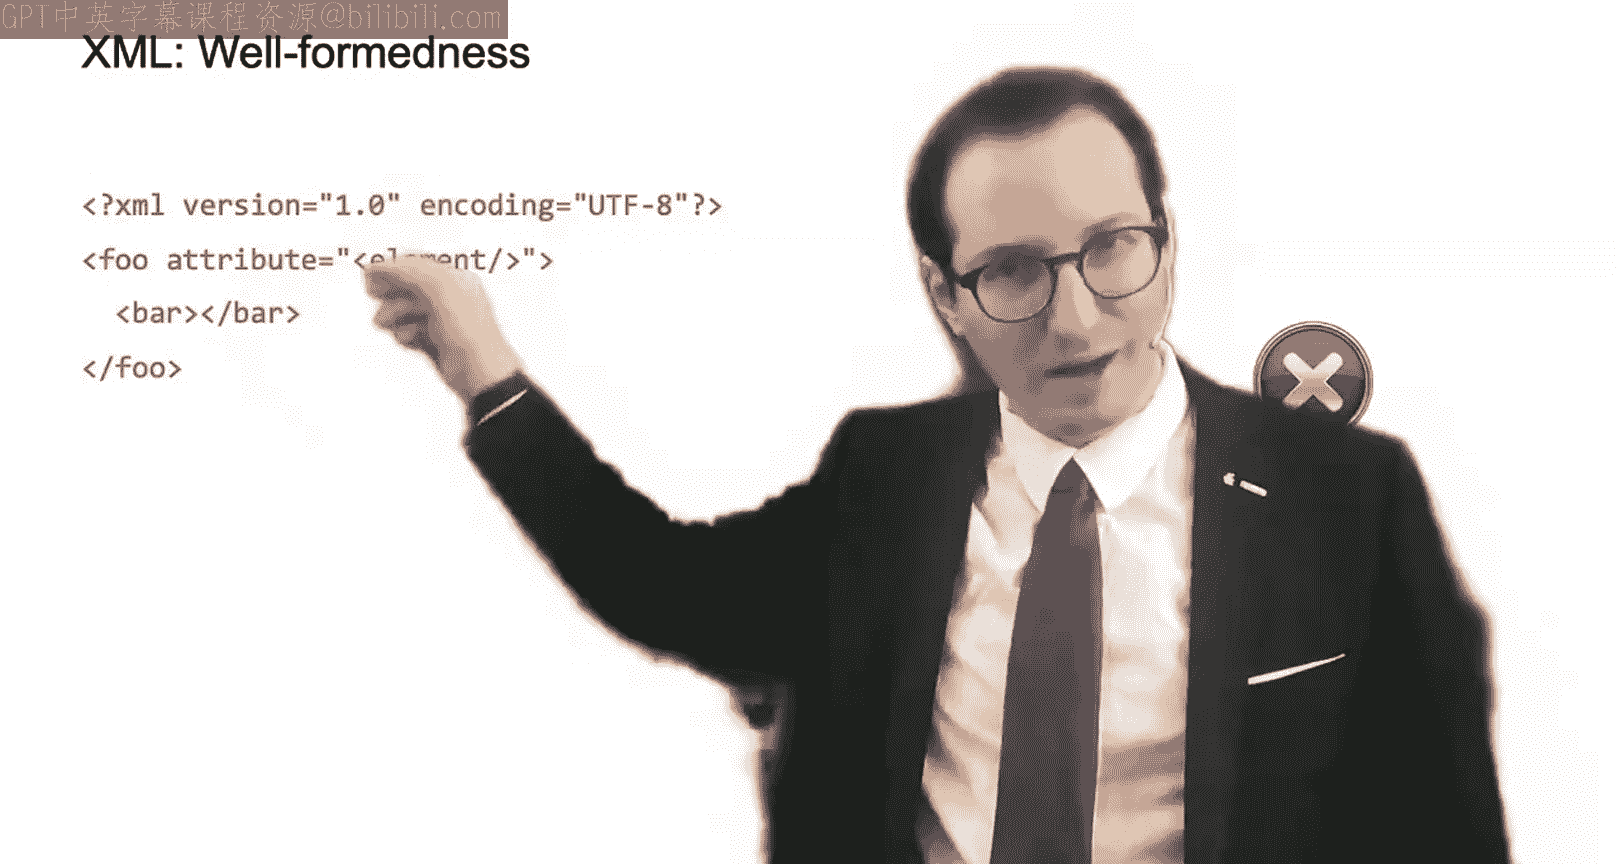 GPT中英字幕课程资源@bilibili.com
XML: Well-formedness
<?xml version="1.0" encoding="UTF-8"?>
<foo attribute="<element/>">
<bar></bar>
</foo>